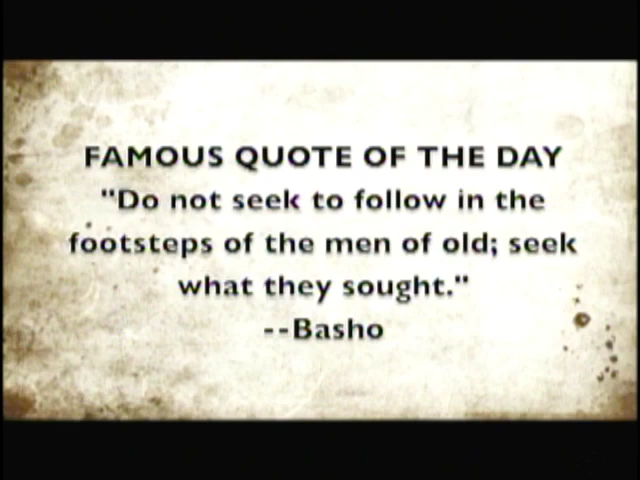 FAMOUS QUOTE OF THE DAY
"Do not seek to follow in the
footsteps of the men of old; seek
what they sought."
--Basho